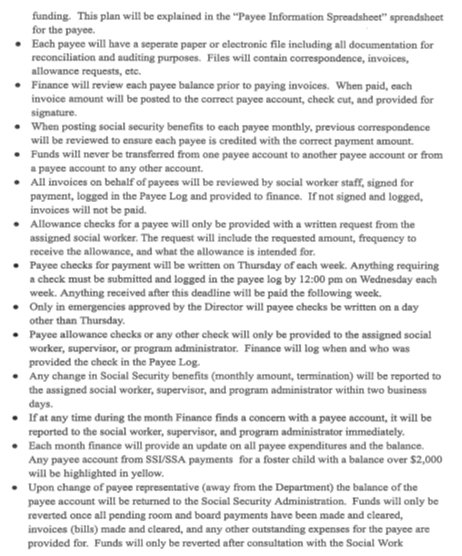 funding. This plan will be explained in the "Payee Information Spreadsheet" spreadsheet
for the payee.
• Each payee will have a seperate paper or electronic file including all documentation for
reconciliation and auditing purposes. Files will contain correspondence, invoices,
allowance requests, etc.
• Finance will review each payee balance prior to paying invoices. When paid, each
invoice amount will be posted to the correct payee account, check cut, and provided for
signature.
• When posting social security benefits to each payee monthly, previous correspondence
will be reviewed to ensure each payee is credited with the correct payment amount.
• Funds will never be transferred from one payee account to another payee account or from
a payee account to any other account.
• All invoices on behalf of payees will be reviewed by social worker staff, signed for
payment, logged in the Payee Log and provided to finance. If not signed and logged,
invoices will not be paid.
• Allowance checks for a payee will only be provided with a written request from the
assigned social worker. The request will include the requested amount, frequency to
receive the allowance, and what the allowance is intended for.
• Payee checks for payment will be written on Thursday of each week. Anything requiring
a check must be submitted and logged in the payee log by 12:00 pm on Wednesday each
week. Anything received after this deadline will be paid the following week.
• Only in emergencies approved by the Director will payee checks be written on a day
other than Thursday.
• Payee allowance checks or any other check will only be provided to the assigned social
worker, supervisor, or program administrator. Finance will log when and who was
provided the check in the Payee Log.
• Any change in Social Security benefits (monthly amount, termination) will be reported to
the assigned social worker, supervisor, and program administrator within two business
days.
• If at any time during the month Finance finds a concern with a payee account, it will be
reported to the social worker, supervisor, and program administrator immediately.
• Each month finance will provide an update on all payee expenditures and the balance.
Any payee account from SSI/SSA payments for a foster child with a balance over $2,000
will be highlighted in yellow.
• Upon change of payee representative (away from the Department) the balance of the
payee account will be returned to the Social Security Administration. Funds will only be
reverted once all pending room and board payments have been made and cleared,
invoices (bills) made and cleared, and any other outstanding expenses for the payee are
provided for. Funds will only be reverted after consultation with the Social Work